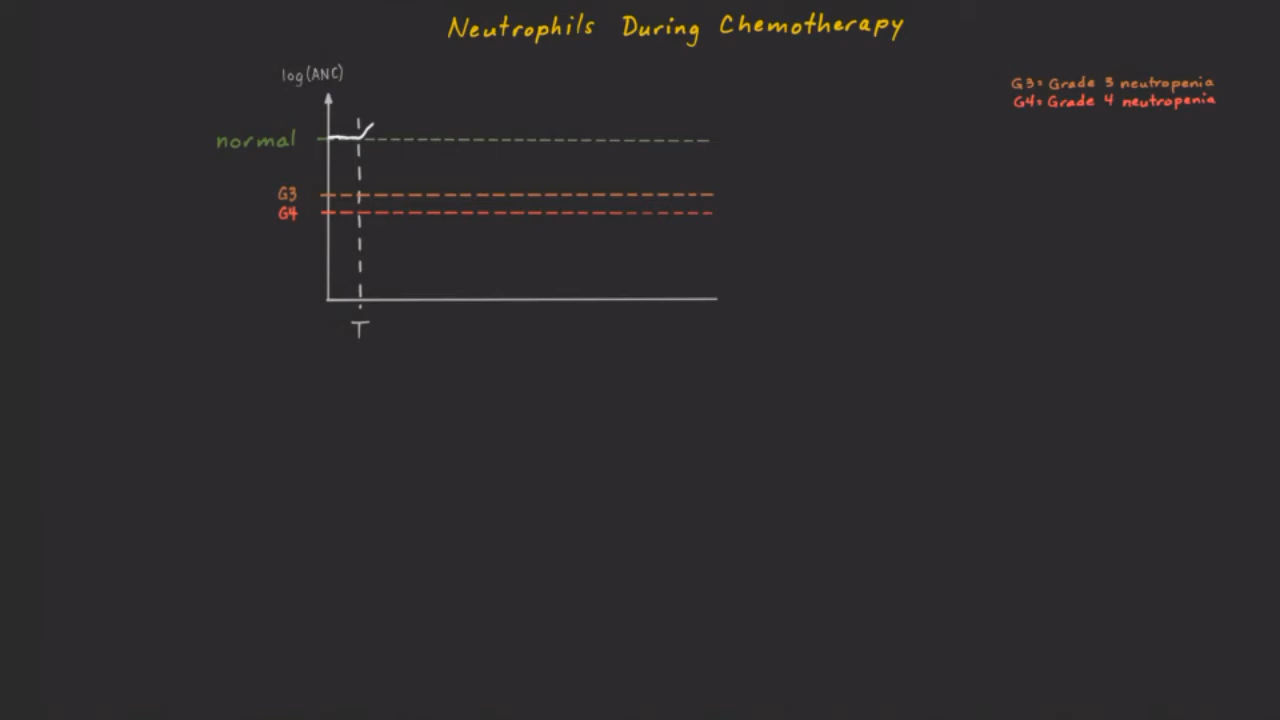 Neutrophils During Chemotherapy
log(ANC)
G3= Grade 3 neutropenia
G4= Grade 4 neutropenia
normal
G3
G4
T